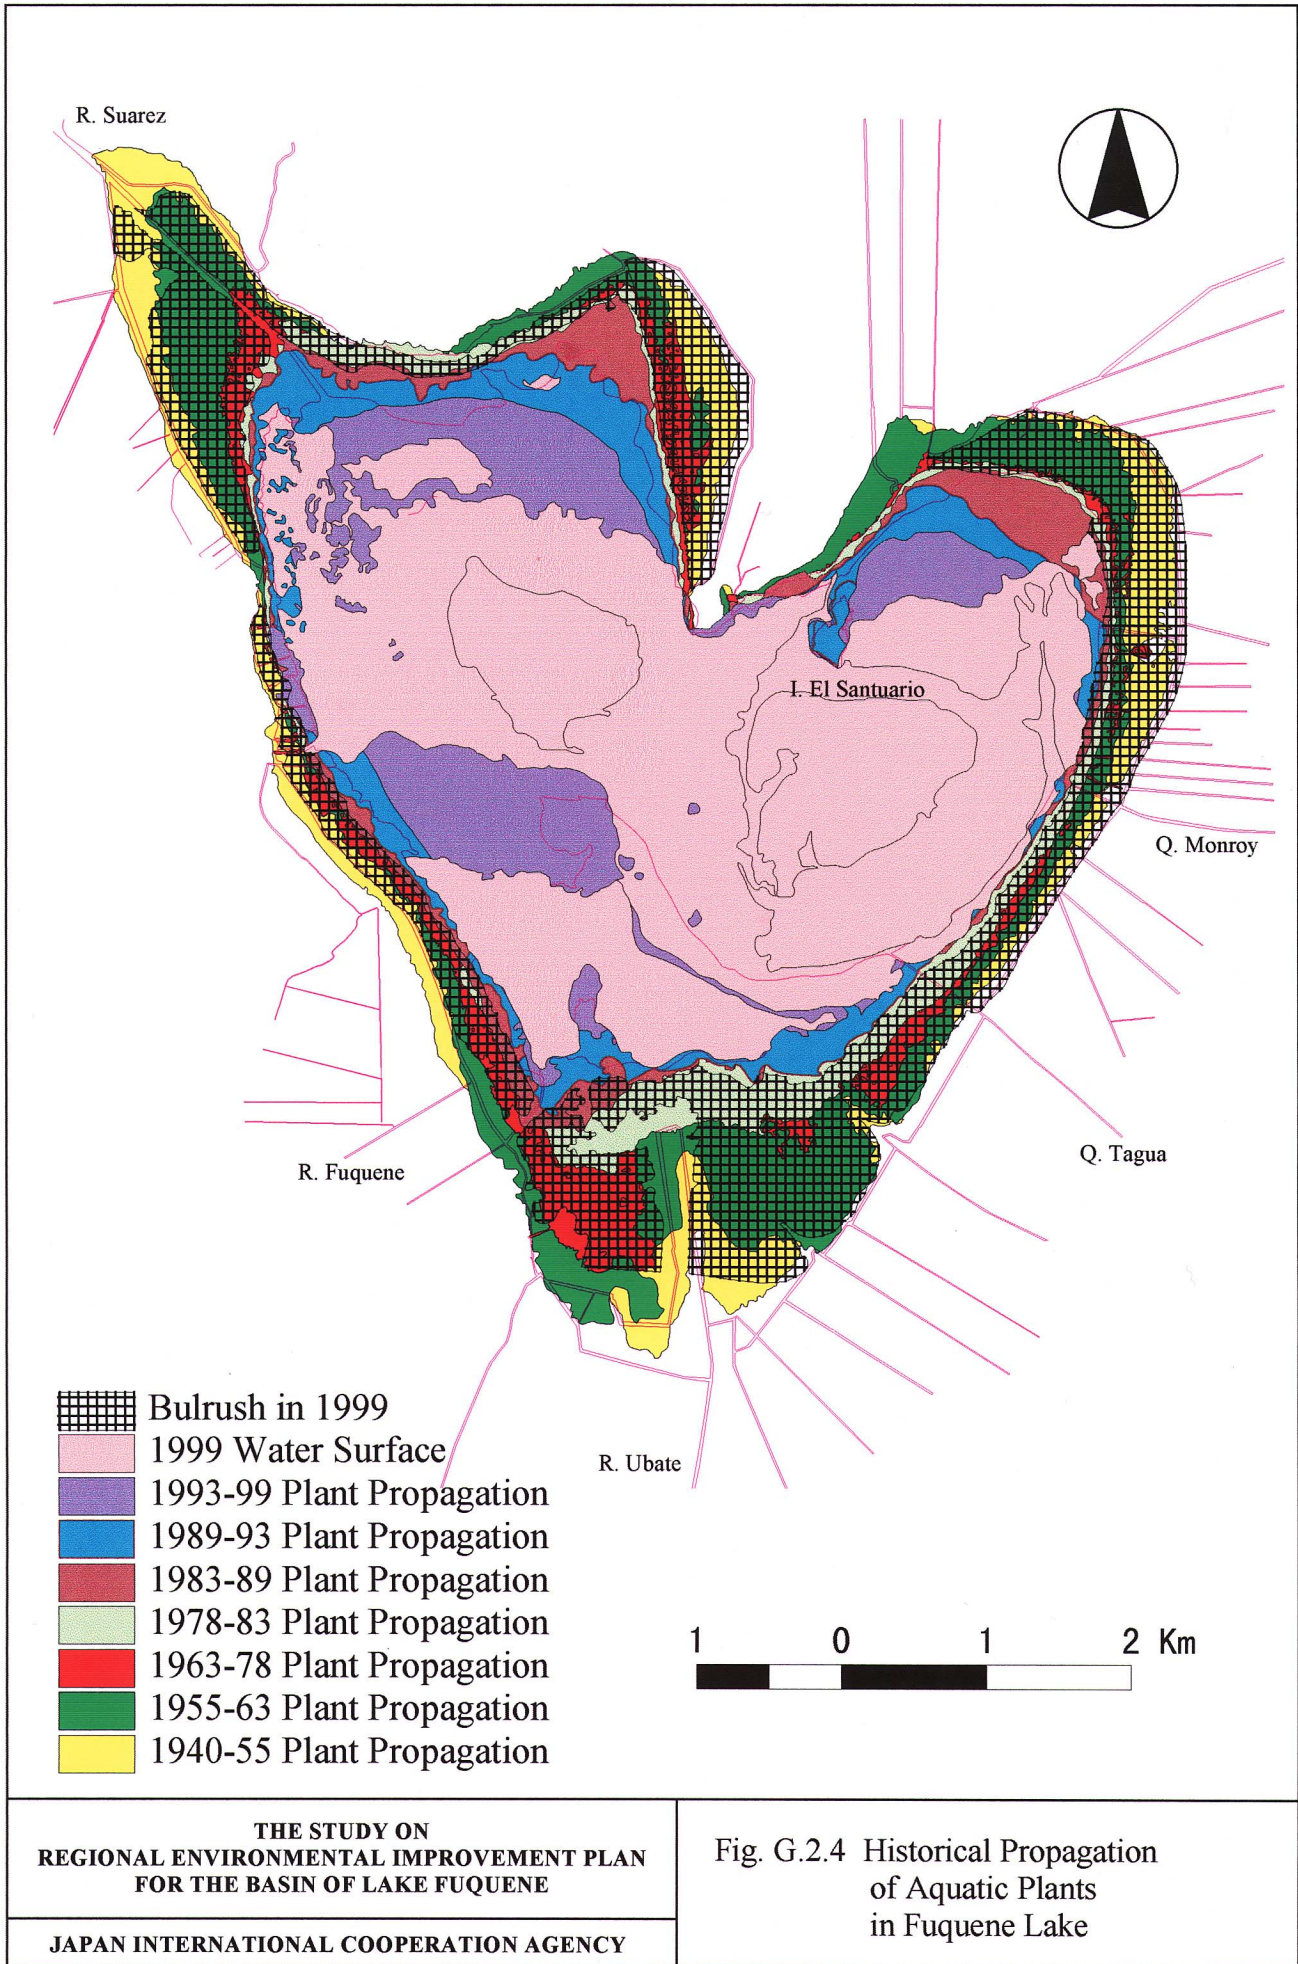 R. Suarez
I. El Santuario
Q. Monroy
Q. Tagua
R. Fuquene
R. Ubate
Bulrush in 1999
1999 Water Surface
1993-99 Plant Propagation
1989-93 Plant Propagation
1983-89 Plant Propagation
1978-83 Plant Propagation
1963-78 Plant Propagation
1955-63 Plant Propagation
1940-55 Plant Propagation
1 0 1 2 Km
THE STUDY ON
REGIONAL ENVIRONMENTAL IMPROVEMENT PLAN
FOR THE BASIN OF LAKE FUQUENE
JAPAN INTERNATIONAL COOPERATION AGENCY
Fig. G.2.4 Historical Propagation
of Aquatic Plants
in Fuquene Lake